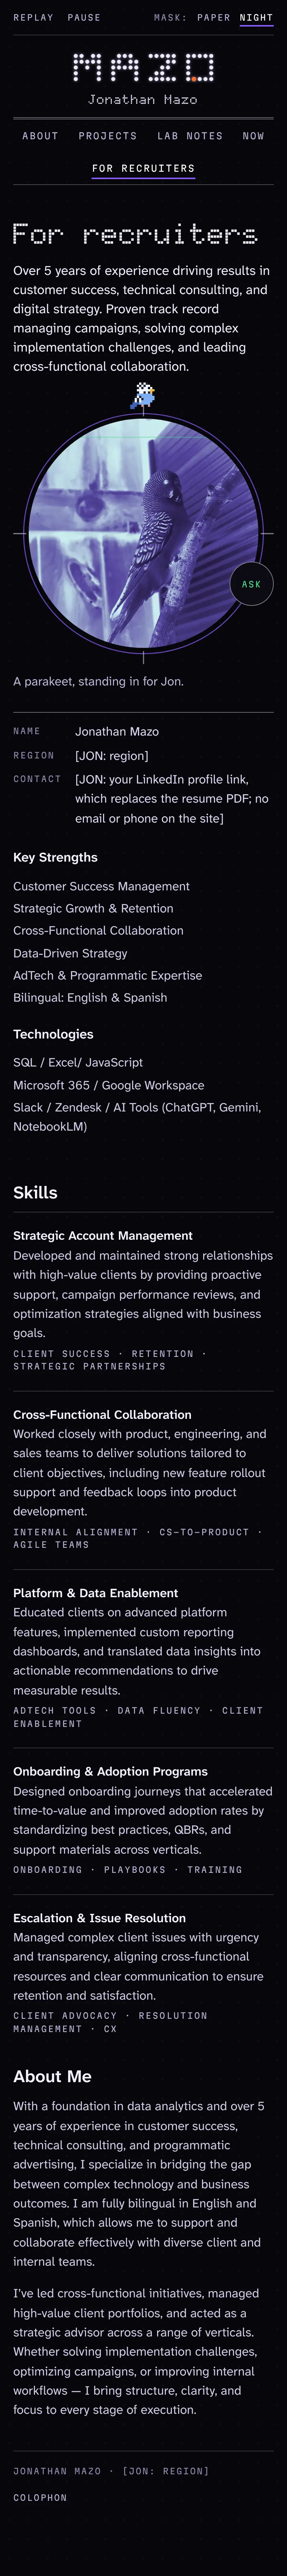 REPLAY PAUSE MASK: PAPER NIGHT
MAZO
Jonathan Mazo
ABOUT PROJECTS LAB NOTES NOW
FOR RECRUITERS
For recruiters
Over 5 years of experience driving results in
customer success, technical consulting, and
digital strategy. Proven track record
managing campaigns, solving complex
implementation challenges, and leading
cross-functional collaboration.
ASK
A parakeet, standing in for Jon.
NAME Jonathan Mazo
REGION [JON: region]
CONTACT [JON: your LinkedIn profile link,
which replaces the resume PDF; no
email or phone on the site]
Key Strengths
Customer Success Management
Strategic Growth & Retention
Cross-Functional Collaboration
Data-Driven Strategy
AdTech & Programmatic Expertise
Bilingual: English & Spanish
Technologies
SQL / Excel/ JavaScript
Microsoft 365 / Google Workspace
Slack / Zendesk / AI Tools (ChatGPT, Gemini,
NotebookLM)
Skills
Strategic Account Management
Developed and maintained strong relationships
with high-value clients by providing proactive
support, campaign performance reviews, and
optimization strategies aligned with business
goals.
CLIENT SUCCESS · RETENTION ·
STRATEGIC PARTNERSHIPS
Cross-Functional Collaboration
Worked closely with product, engineering, and
sales teams to deliver solutions tailored to
client objectives, including new feature rollout
support and feedback loops into product
development.
INTERNAL ALIGNMENT · CS-TO-PRODUCT ·
AGILE TEAMS
Platform & Data Enablement
Educated clients on advanced platform
features, implemented custom reporting
dashboards, and translated data insights into
actionable recommendations to drive
measurable results.
ADTECH TOOLS · DATA FLUENCY · CLIENT
ENABLEMENT
Onboarding & Adoption Programs
Designed onboarding journeys that accelerated
time-to-value and improved adoption rates by
standardizing best practices, QBRs, and
support materials across verticals.
ONBOARDING · PLAYBOOKS · TRAINING
Escalation & Issue Resolution
Managed complex client issues with urgency
and transparency, aligning cross-functional
resources and clear communication to ensure
retention and satisfaction.
CLIENT ADVOCACY · RESOLUTION
MANAGEMENT · CX
About Me
With a foundation in data analytics and over 5
years of experience in customer success,
technical consulting, and programmatic
advertising, I specialize in bridging the gap
between complex technology and business
outcomes. I am fully bilingual in English and
Spanish, which allows me to support and
collaborate effectively with diverse client and
internal teams.
I've led cross-functional initiatives, managed
high-value client portfolios, and acted as a
strategic advisor across a range of verticals.
Whether solving implementation challenges,
optimizing campaigns, or improving internal
workflows — I bring structure, clarity, and
focus to every stage of execution.
JONATHAN MAZO · [JON: REGION]
COLOPHON